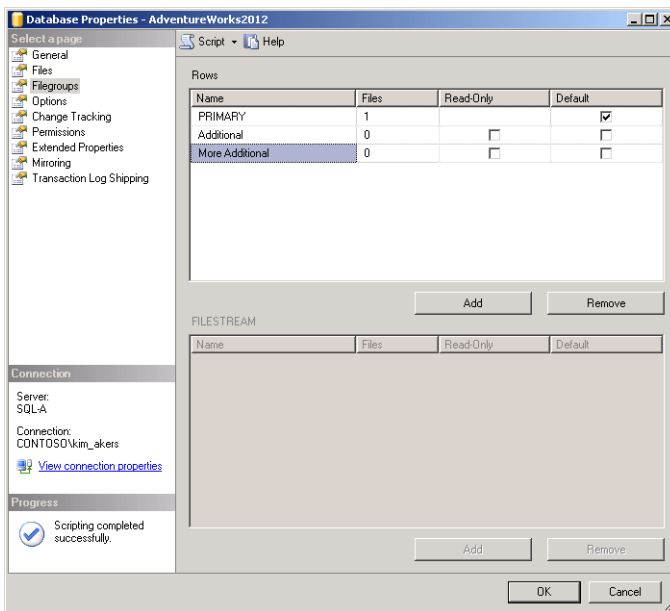 Database Properties - AdventureWorks2012
Select a page
General
Files
Filegroups
Options
Change Tracking
Permissions
Extended Properties
Mirroring
Transaction Log Shipping
Script Help
Rows
Name Files Read-Only Default
PRIMARY 1
Additional 0
More Additional 0
Add Remove
FILESTREAM
Name Files Read-Only Default
Connection
Server:
SQL-A
Connection:
CONTOSO\kim_akers
View connection properties
Progress
Scripting completed
successfully.
Add Remove
OK Cancel